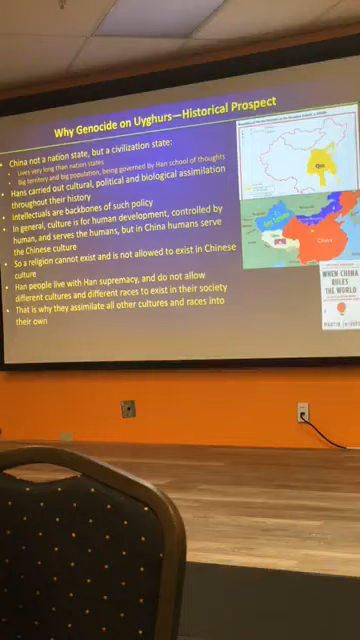 Why Genocide on Uyghurs—Historical Prospect
China not a nation state, but a civilization state:
Lives very long than nation states
Big territory and big population, being governed by Han school of thoughts
Hans carried out cultural, political and biological assimilation
throughout their history
Intellectuals are backbones of such policy
In general, culture is for human development, controlled by
human, and serves the humans, but in China humans serve
the Chinese culture
So a religion cannot exist and is not allowed to exist in Chinese
culture
Han people live with Han supremacy, and do not allow
different cultures and different races to exist in their society
That is why they assimilate all other cultures and races into
their own
Qin
China
WHEN CHINA
RULES THE
WORLD
MARTIN JACQUES